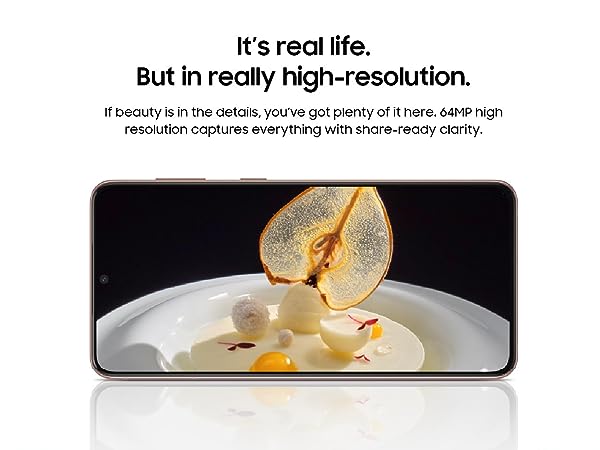 It's real life.
But in really high-resolution.
If beauty is in the details, you've got plenty of it here. 64MP high
resolution captures everything with share-ready clarity.